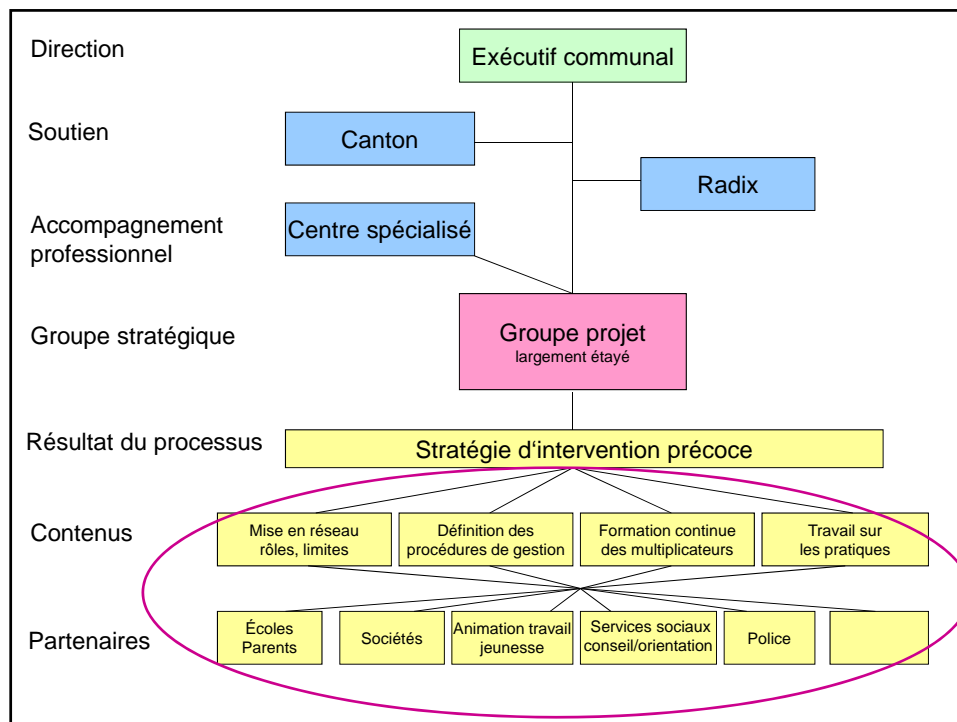 Direction
Exécutif communal
Soutien
Canton
Radix
Accompagnement
professionnel
Centre spécialisé
Groupe stratégique
Groupe projet
largement étayé
Résultat du processus
Stratégie d'intervention précoce
Contenus
Mise en réseau
rôles, limites
Définition des
procédures de gestion
Formation continue
des multiplicateurs
Travail sur
les pratiques
Partenaires
Écoles
Parents
Sociétés
Animation travail
jeunesse
Services sociaux
conseil/orientation
Police